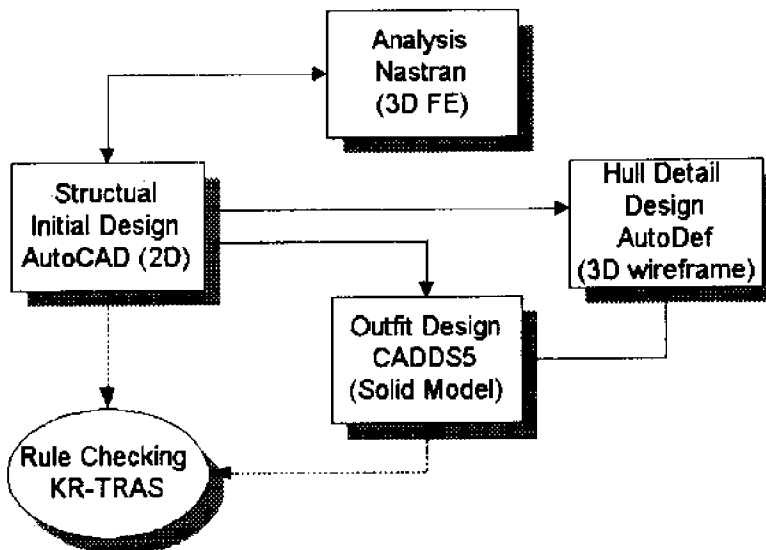 Analysis
Nastran
(3D FE)
Structual
Initial Design
AutoCAD (2D)
Hull Detail
Design
AutoDef
(3D wireframe)
Outfit Design
CADDS5
(Solid Model)
Rule Checking
KR-TRAS